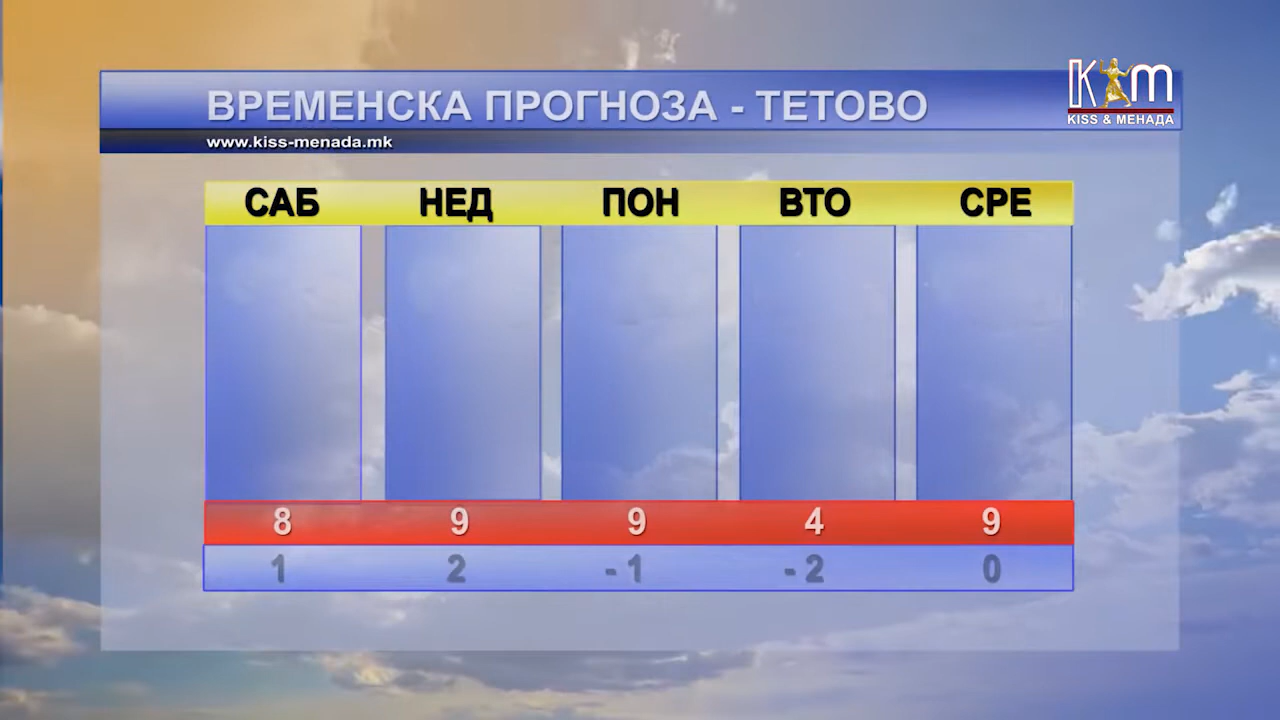 ВРЕМЕНСКА ПРОГНОЗА - ТЕТОВО
K m
KISS & МЕНАДА
www.kiss-menada.mk
САБ НЕД ПОН ВТО СРЕ
8 9 9 4 9
1 2 - 1 - 2 0